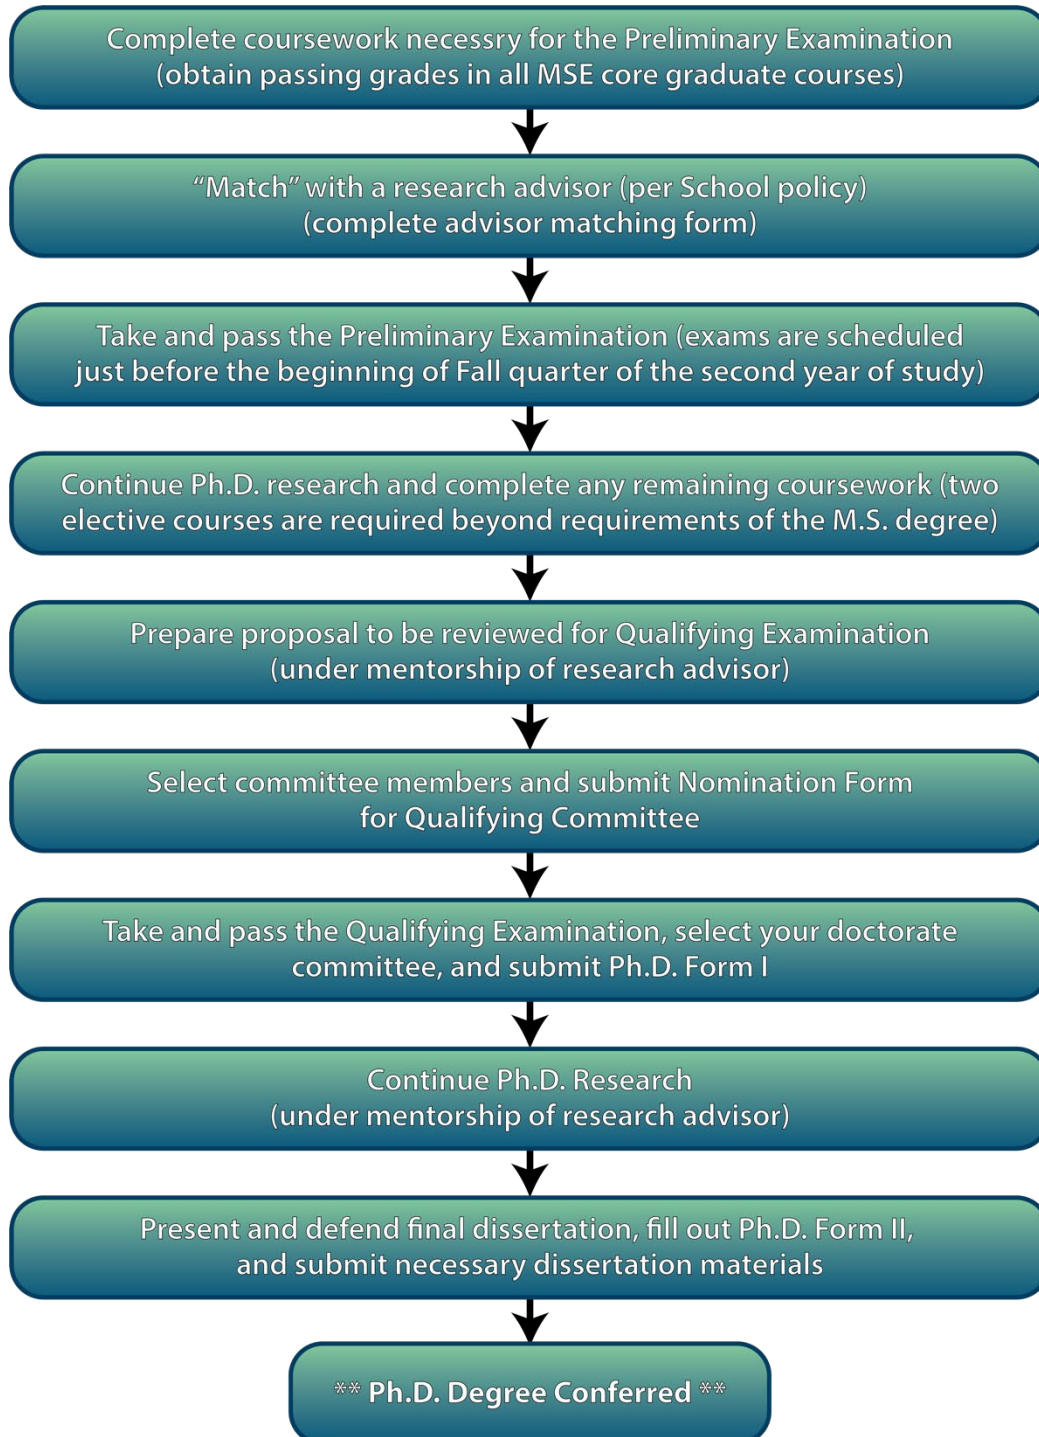 Complete coursework necessry for the Preliminary Examination
(obtain passing grades in all MSE core graduate courses)
“Match” with a research advisor (per School policy)
(complete advisor matching form)
Take and pass the Preliminary Examination (exams are scheduled
just before the beginning of Fall quarter of the second year of study)
Continue Ph.D. research and complete any remaining coursework (two
elective courses are required beyond requirements of the M.S. degree)
Prepare proposal to be reviewed for Qualifying Examination
(under mentorship of research advisor)
Select committee members and submit Nomination Form
for Qualifying Committee
Take and pass the Qualifying Examination, select your doctorate
committee, and submit Ph.D. Form I
Continue Ph.D. Research
(under mentorship of research advisor)
Present and defend final dissertation, fill out Ph.D. Form II,
and submit necessary dissertation materials
** Ph.D. Degree Conferred **